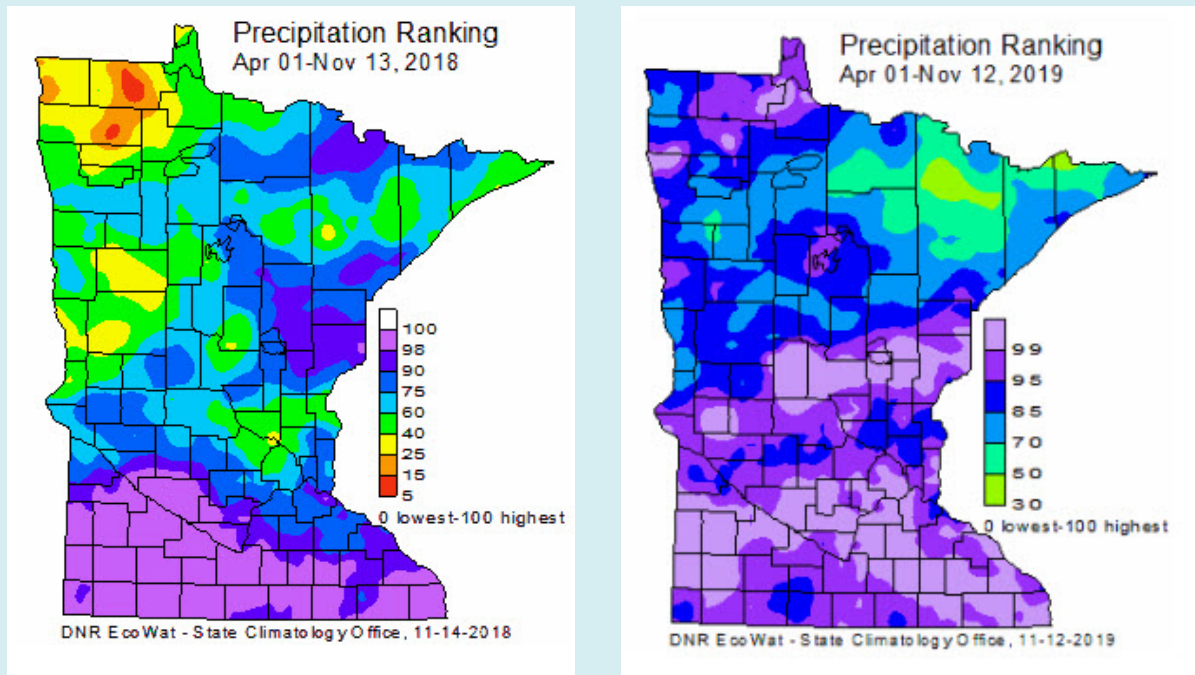 Precipitation Ranking
Apr 01-Nov 13, 2018
100
98
90
75
60
40
25
15
5
0 lowest-100 highest
DNR EcoWat - State Climatology Office, 11-14-2018
Precipitation Ranking
Apr 01-Nov 12, 2019
99
95
85
70
50
30
0 lowest-100 highest
DNR EcoWat - State Climatology Office, 11-12-2019